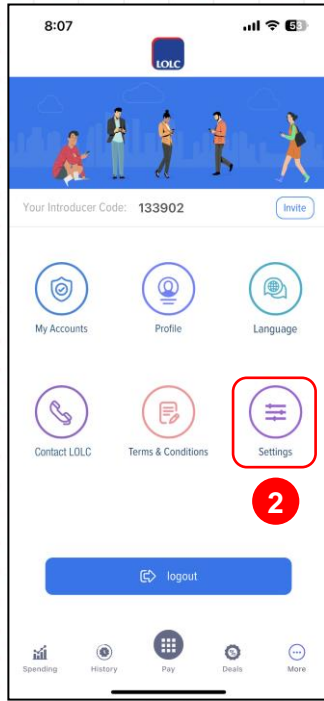 8:07
53
LOLC
Your Introducer Code: 133902 Invite
My Accounts Profile Language
Contact LOLC Terms & Conditions Settings
2
logout
Spending History Pay Deals More